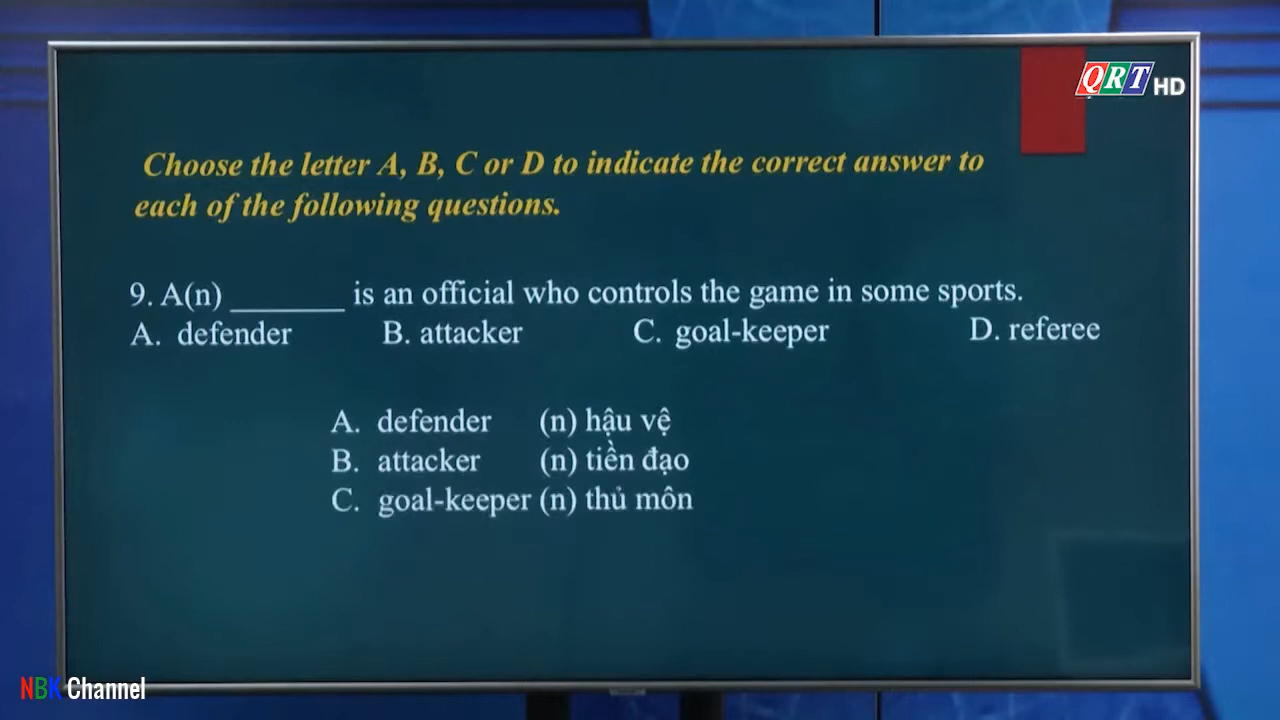 QRT HD
Choose the letter A, B, C or D to indicate the correct answer to
each of the following questions.
9. A(n) _______ is an official who controls the game in some sports.
A. defender B. attacker C. goal-keeper D. referee
A. defender (n) hậu vệ
B. attacker (n) tiền đạo
C. goal-keeper (n) thủ môn
NBK Channel